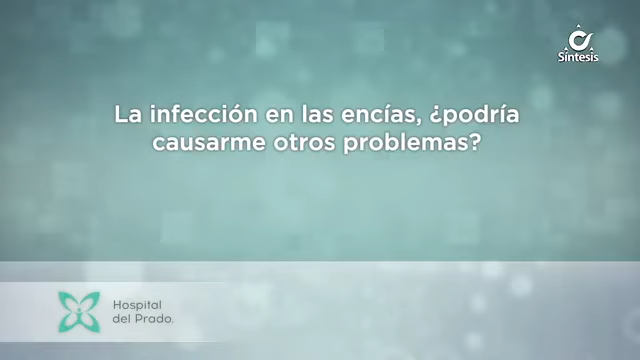 Síntesis
La infección en las encías, ¿podría
causarme otros problemas?
Hospital
del Prado.